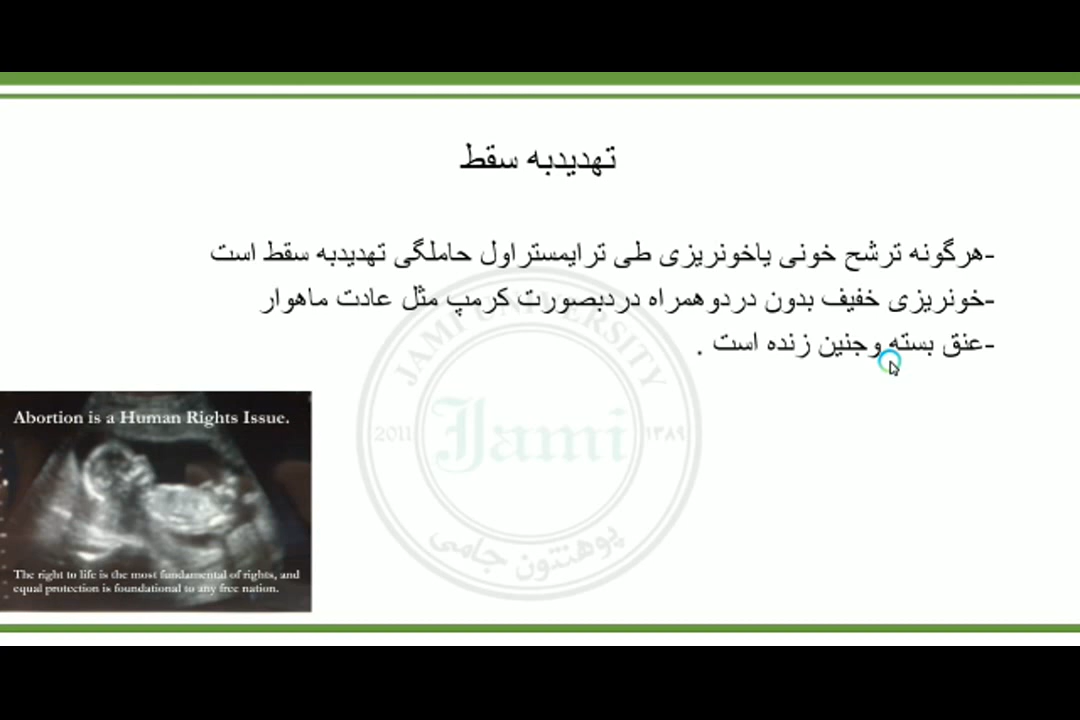 تهدیدبه سقط
-هرگونه ترشح خونی یاخونریزی طی ترایمستراول حاملگی تهدیدبه سقط است
-خونریزی خفیف بدون دردوهمراه دردبصورت کرمپ مثل عادت ماهوار
-عنق بسته وجنین زنده است .
JAMI UNIVERSITY
2011 Jami ١٣٨٩
پوهنتون جامی
Abortion is a Human Rights Issue.
The right to life is the most fundamental of rights, and
equal protection is foundational to any free nation.